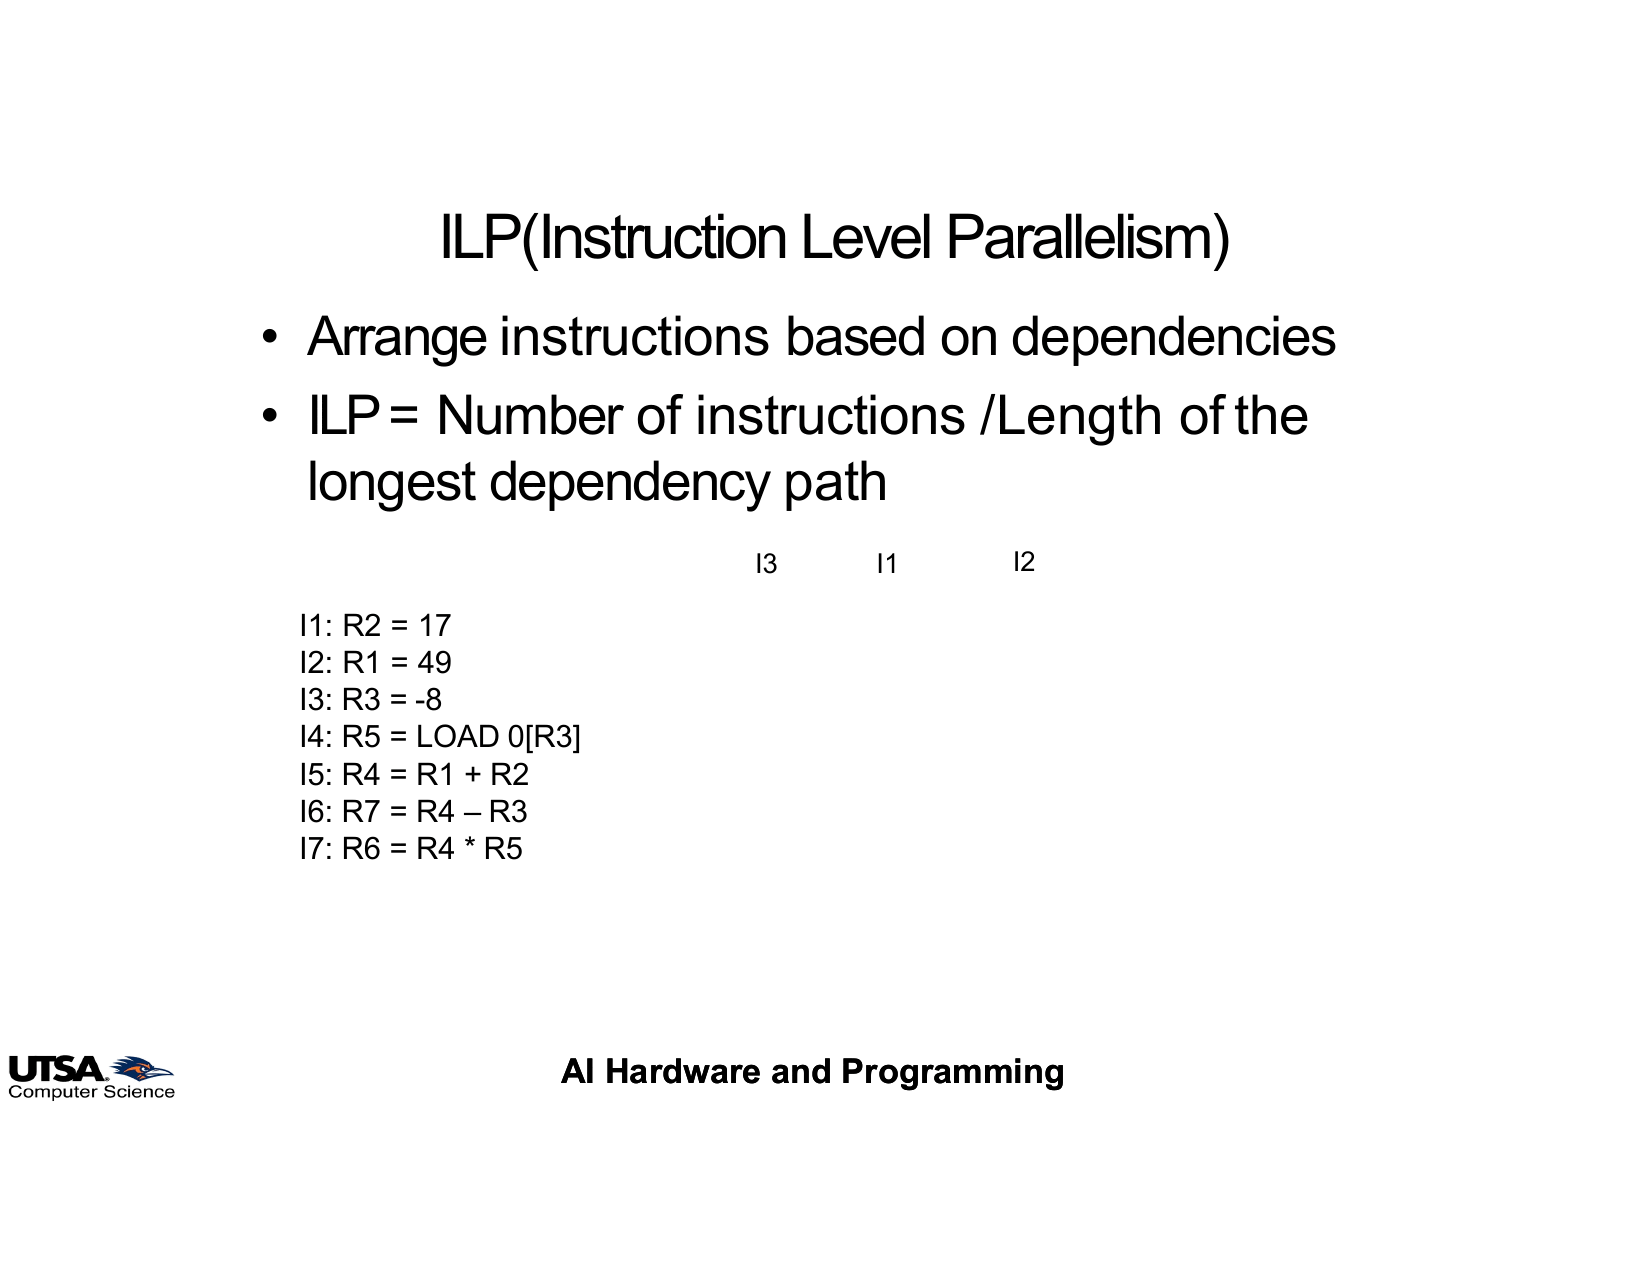 ILP(Instruction Level Parallelism)
• Arrange instructions based on dependencies
• ILP = Number of instructions /Length of the
longest dependency path
I3 I1 I2
I1: R2 = 17
I2: R1 = 49
I3: R3 = -8
I4: R5 = LOAD 0[R3]
I5: R4 = R1 + R2
I6: R7 = R4 – R3
I7: R6 = R4 * R5
UTSA
Computer Science
AI Hardware and Programming